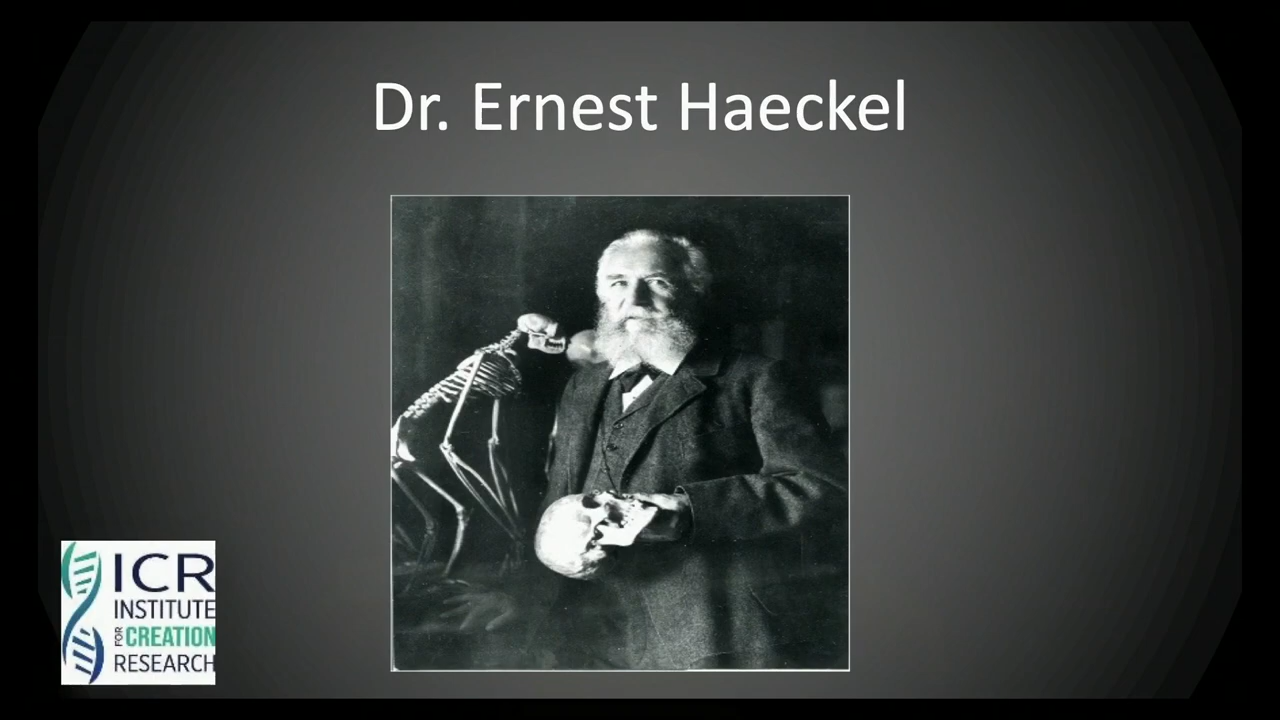 Dr. Ernest Haeckel
ICR
INSTITUTE
FOR CREATION
RESEARCH